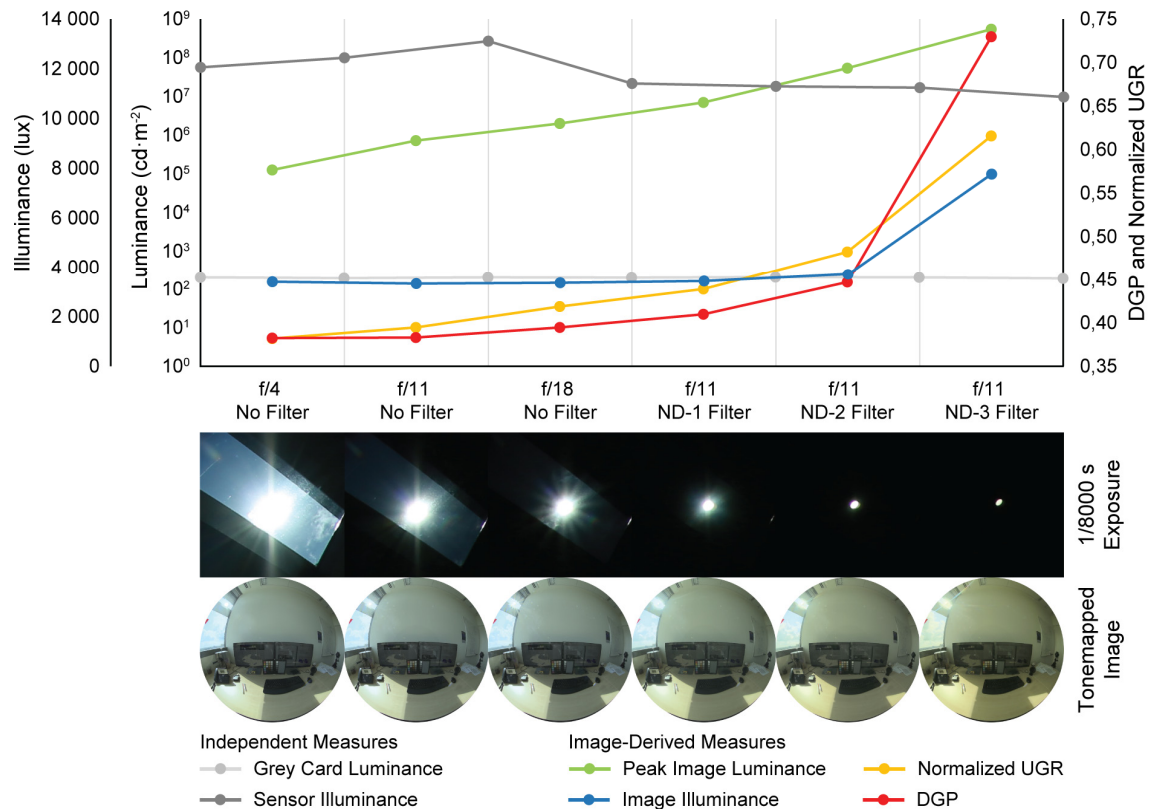 14 000
12 000
10 000
8 000
6 000
4 000
2 000
0
Illuminance (lux)
10⁹
10⁸
10⁷
10⁶
10⁵
10⁴
10³
10²
10¹
10⁰
Luminance (cd·m⁻²)
0,75
0,70
0,65
0,60
0,55
0,50
0,45
0,40
0,35
DGP and Normalized UGR
f/4
No Filter
f/11
No Filter
f/18
No Filter
f/11
ND-1 Filter
f/11
ND-2 Filter
f/11
ND-3 Filter
1/8000 s
Exposure
Tonemapped
Image
Independent Measures
Grey Card Luminance
Sensor Illuminance
Image-Derived Measures
Peak Image Luminance
Normalized UGR
Image Illuminance
DGP